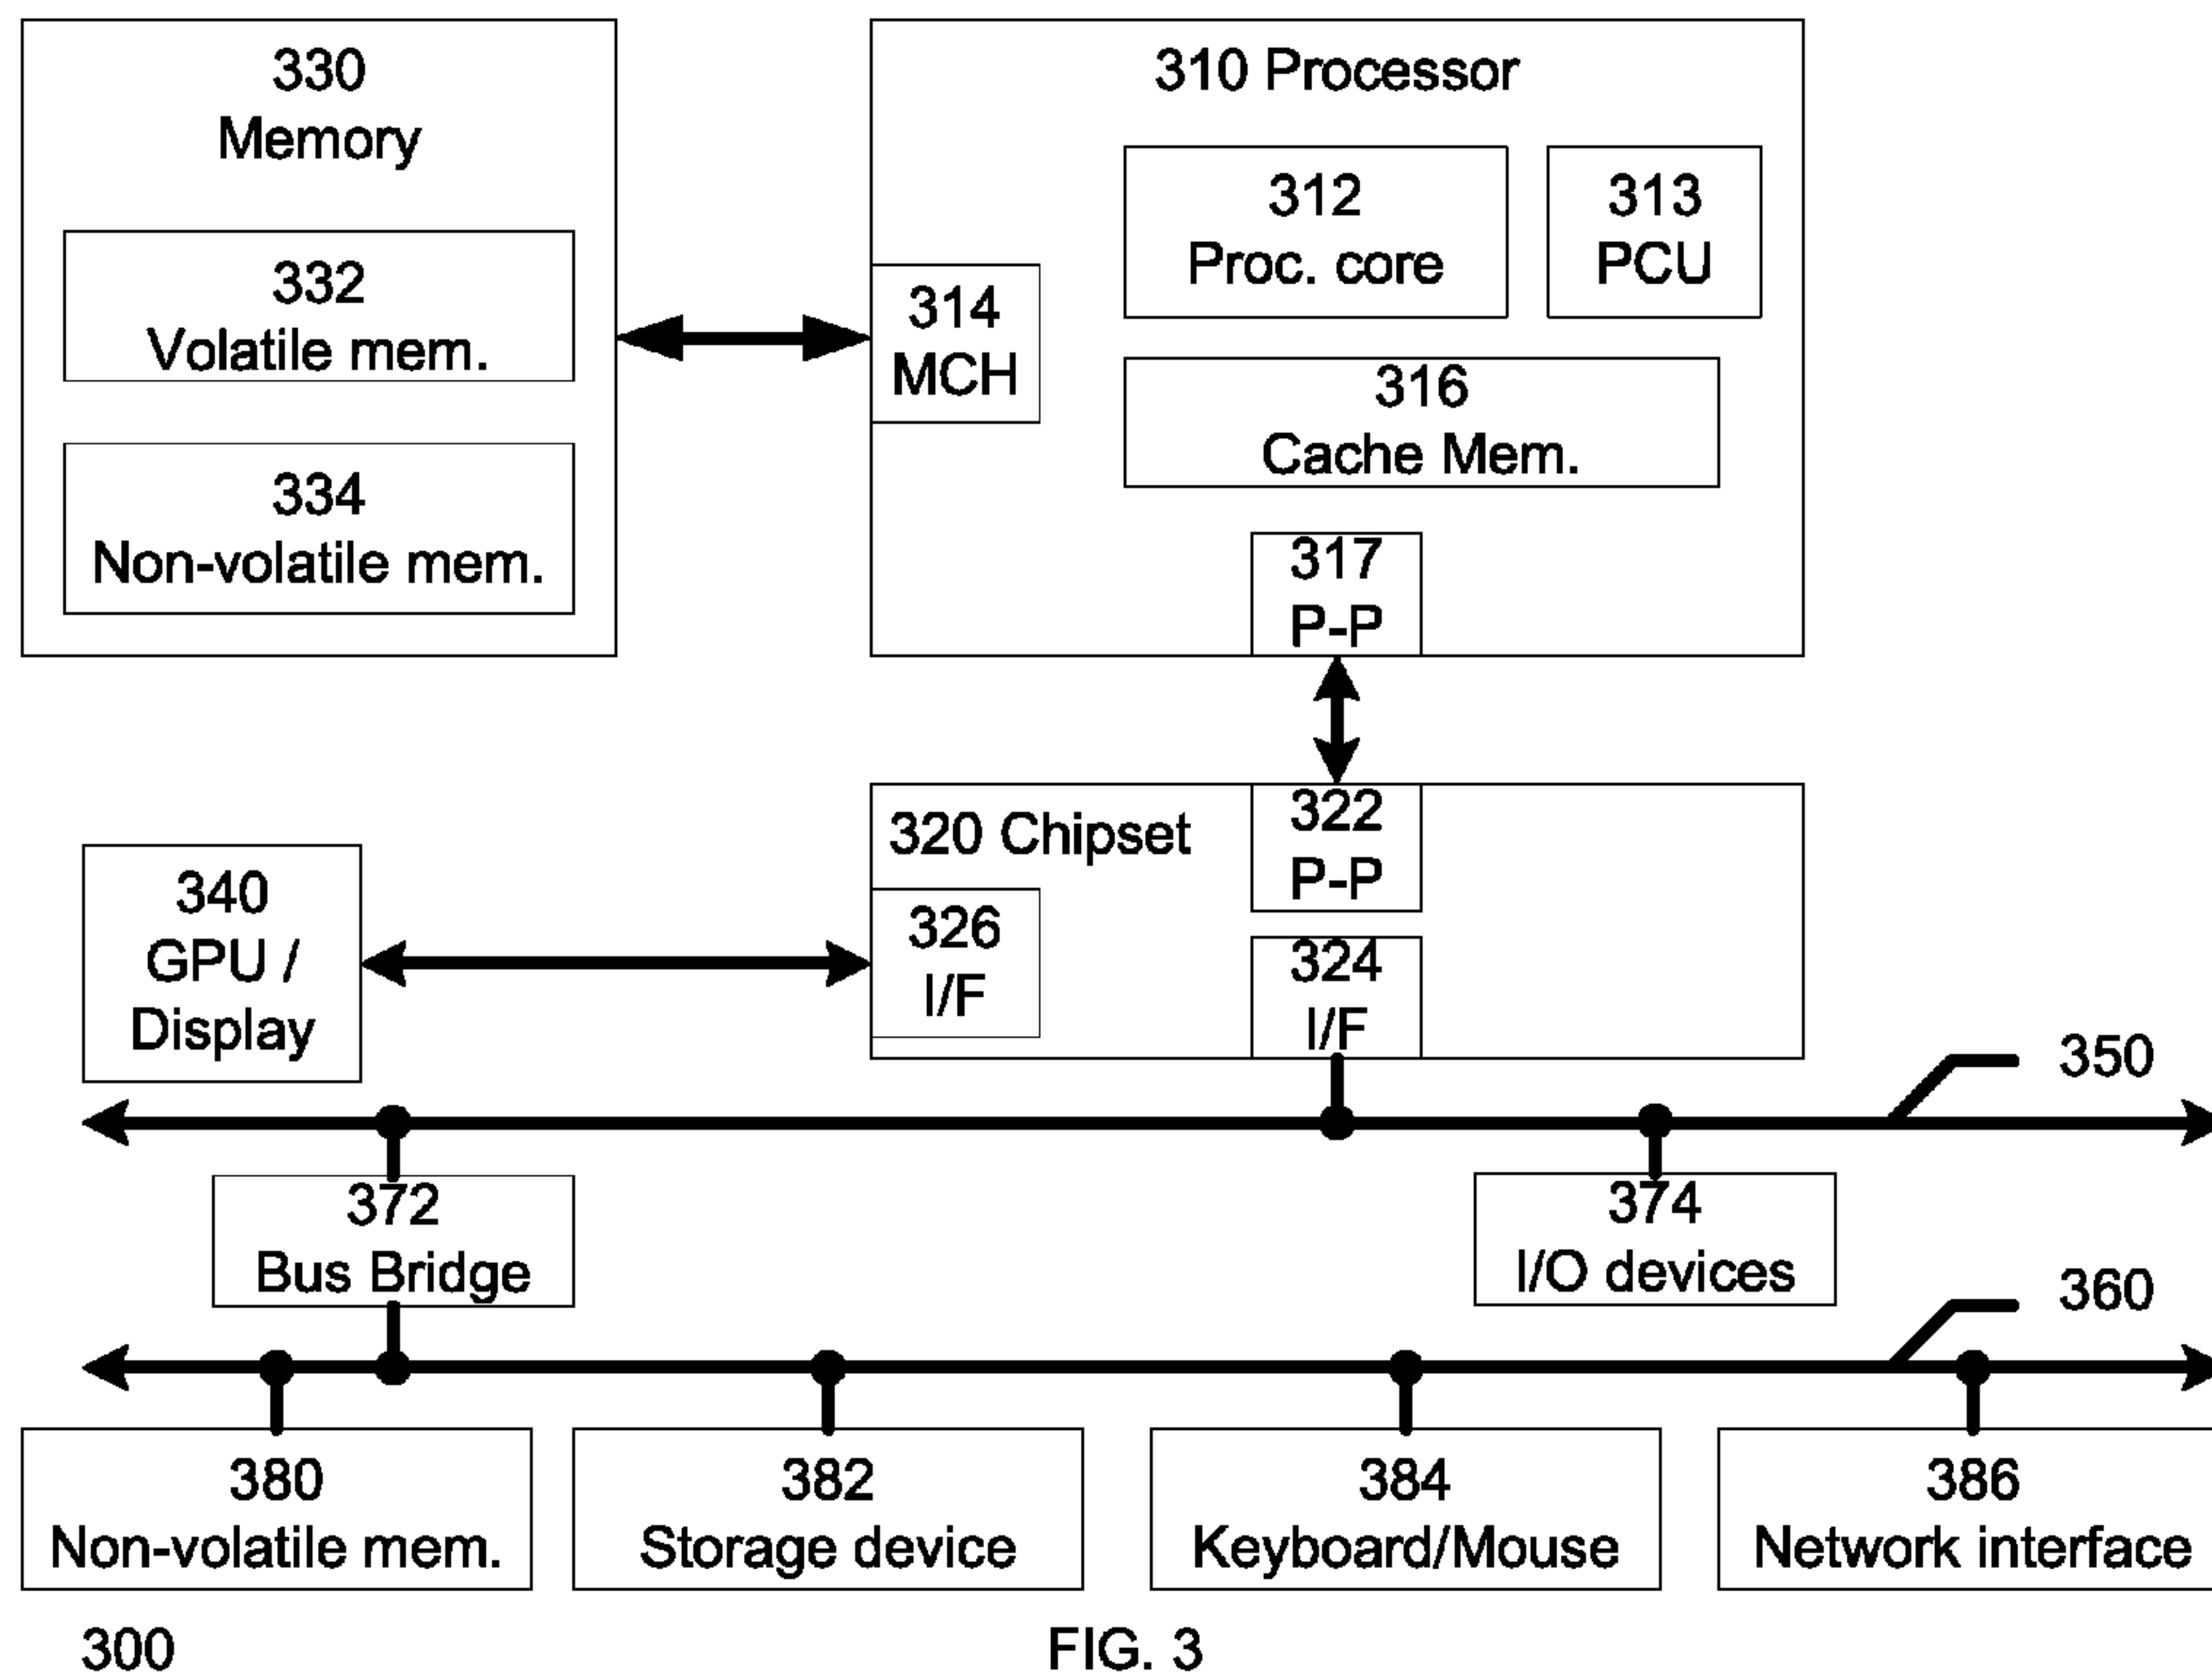 330
Memory
332
Volatile mem.
334
Non-volatile mem.
310 Processor
312
Proc. core
313
PCU
314
MCH
316
Cache Mem.
317
P-P
320 Chipset
322
P-P
326
I/F
324
I/F
340
GPU /
Display
350
372
Bus Bridge
374
I/O devices
360
380
Non-volatile mem.
382
Storage device
384
Keyboard/Mouse
386
Network interface
300
FIG. 3